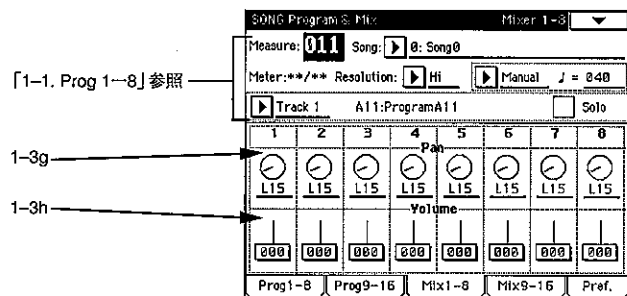 SONG Program & Mix Mixer 1-8
Measure: 011 Song: 0: Song0
Meter:**/** Resolution: Hi Manual ♩ = 040
「1-1. Prog 1-8」参照
Track 1 A11:ProgramA11 Solo
1 2 3 4 5 6 7 8
Pan
1-3g
L15 L15 L15 L15 L15 L15 L15 L15
Volume
1-3h
000 000 000 000 000 000 000 000
Prog1-8 Prog9-16 Mix1-8 Mix9-16 Pref.